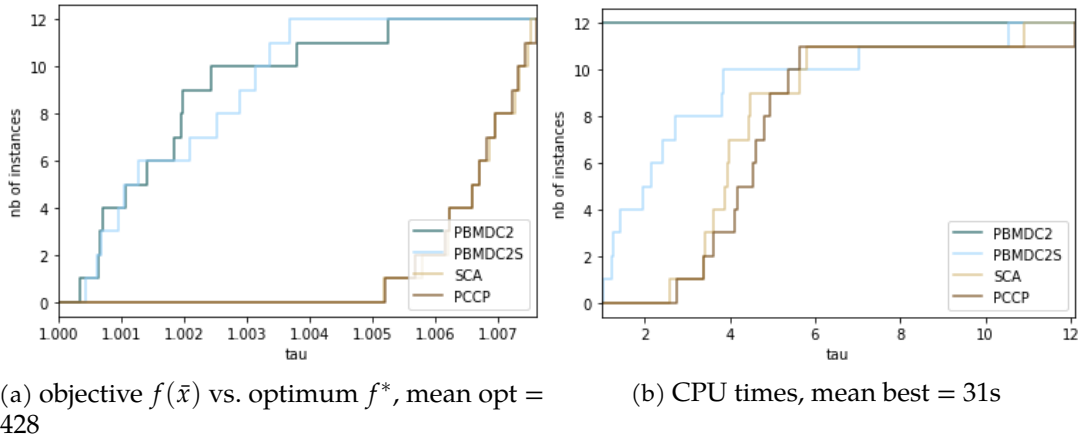 12
10
8
6
4
2
0
nb of instances
PBMDC2
PBMDC2S
SCA
PCCP
1.000 1.001 1.002 1.003 1.004 1.005 1.006 1.007
tau
12
10
8
6
4
2
0
nb of instances
PBMDC2
PBMDC2S
SCA
PCCP
2 4 6 8 10 12
tau
(a) objective f(x̄) vs. optimum f*, mean opt =
428
(b) CPU times, mean best = 31s